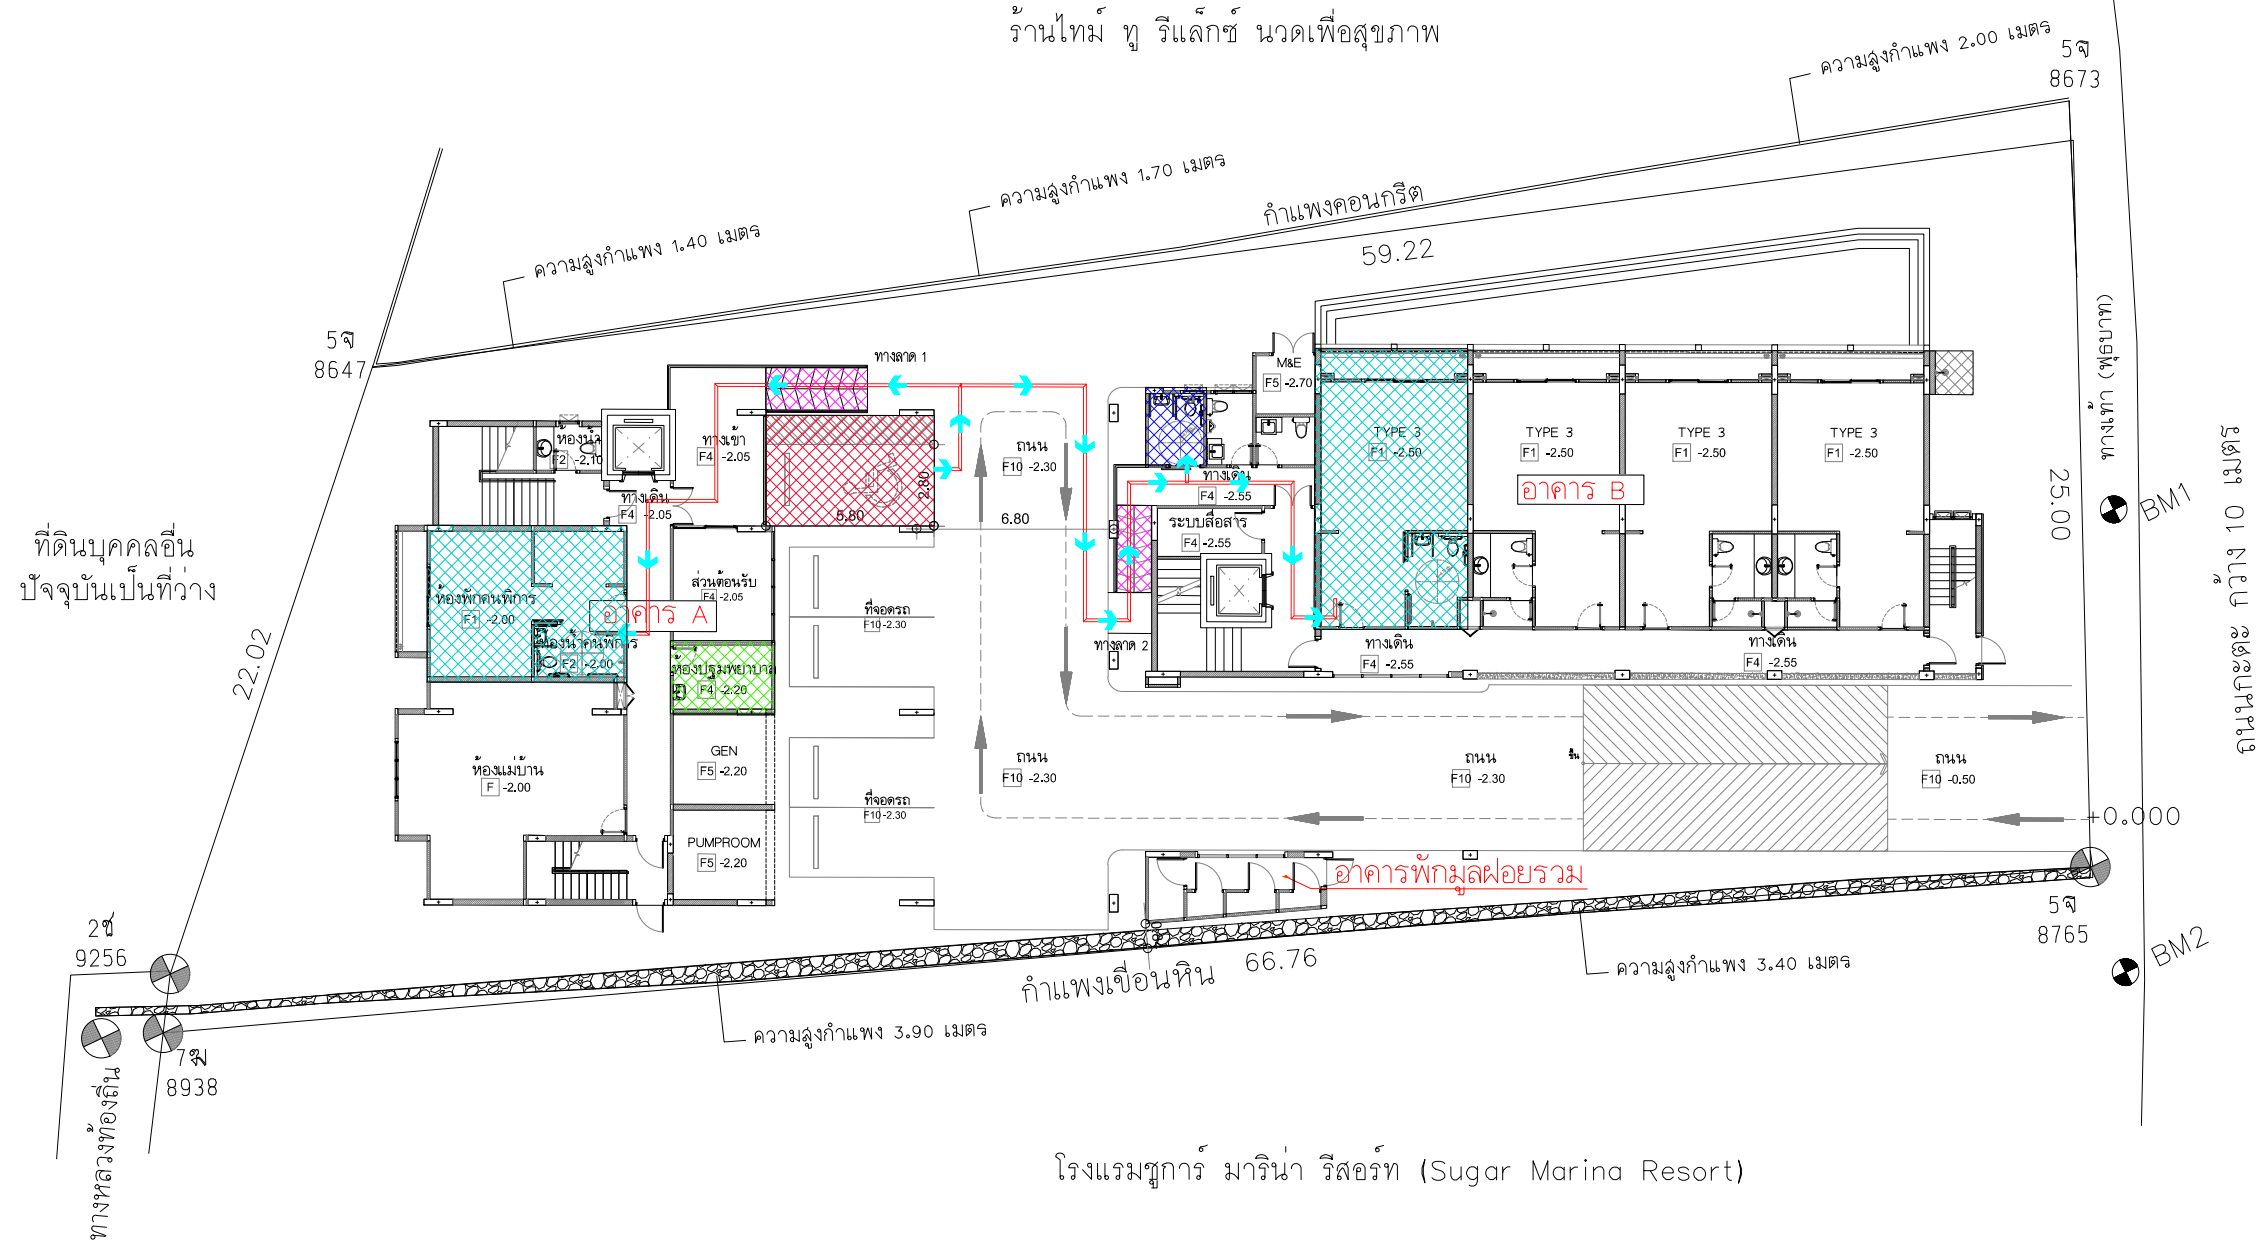 ร้านไทม์ ทู รีแล็กซ์ นวดเพื่อสุขภาพ
ความสูงกำแพง 2.00 เมตร
5จ
8673
ความสูงกำแพง 1.70 เมตร
กำแพงคอนกรีต
ความสูงกำแพง 1.40 เมตร
59.22
ทางเท้า (ฟุตบาท)
5จ
8647
ทางลาด 1
M&E
F5 -2.70
ห้องน้ำ
F2 -2.10
ทางเข้า
F4 -2.05
ถนน
F10 -2.30
TYPE 3
F1 -2.50
TYPE 3
F1 -2.50
TYPE 3
F1 -2.50
TYPE 3
F1 -2.50
อาคาร B
25.00
BM1
ถนนกะตะ กว้าง 10 เมตร
ทางเดิน
F4 -2.05
2.80
5.80
6.80
ทางเดิน
F4 -2.55
ระบบสื่อสาร
F4 -2.55
ที่ดินบุคคลอื่น
ปัจจุบันเป็นที่ว่าง
ห้องพักคนพิการ
F1 -2.00
อาคาร A
ส่วนต้อนรับ
F4 -2.05
ที่จอดรถ
F10 -2.30
ห้องน้ำคนพิการ
F2 -2.00
ทางลาด 2
ทางเดิน
F4 -2.55
ทางเดิน
F4 -2.55
22.02
ห้องปฐมพยาบาล
F4 -2.20
GEN
F5 -2.20
ห้องแม่บ้าน
F -2.00
ถนน
F10 -2.30
ถนน
F10 -2.30
ขึ้น
ถนน
F10 -0.50
ที่จอดรถ
F10 -2.30
+0.000
PUMPROOM
F5 -2.20
อาคารพักมูลฝอยรวม
5จ
8765
BM2
2ช
9256
66.76
กำแพงเขื่อนหิน
ความสูงกำแพง 3.40 เมตร
ความสูงกำแพง 3.90 เมตร
7ฆ
8938
ทางหลวงท้องถิ่น
โรงแรมชูการ์ มาริน่า รีสอร์ท (Sugar Marina Resort)